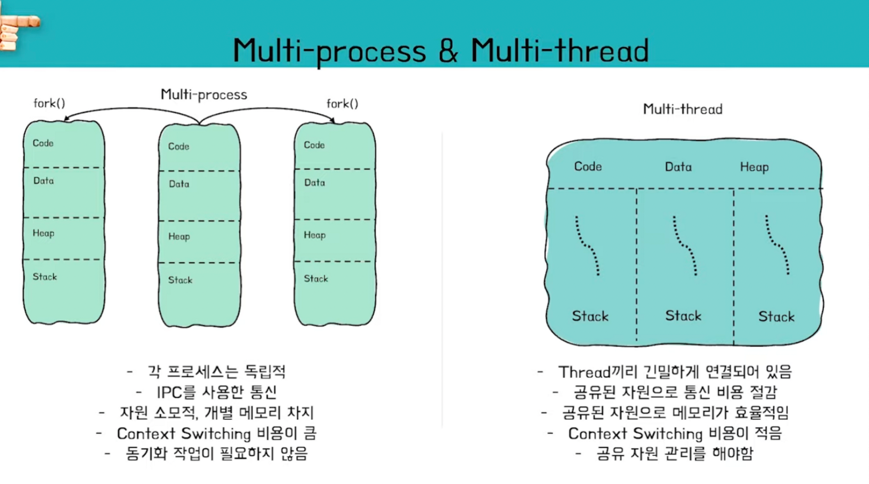 Multi-process & Multi-thread
Multi-process
fork()
fork()
Code
Data
Heap
Stack
Code
Data
Heap
Stack
Code
Data
Heap
Stack
- 각 프로세스는 독립적
- IPC를 사용한 통신
- 자원 소모적, 개별 메모리 차지
- Context Switching 비용이 큼
- 동기화 작업이 필요하지 않음
Multi-thread
Code Data Heap
Stack Stack Stack
- Thread끼리 긴밀하게 연결되어 있음
- 공유된 자원으로 통신 비용 절감
- 공유된 자원으로 메모리가 효율적임
- Context Switching 비용이 적음
- 공유 자원 관리를 해야함